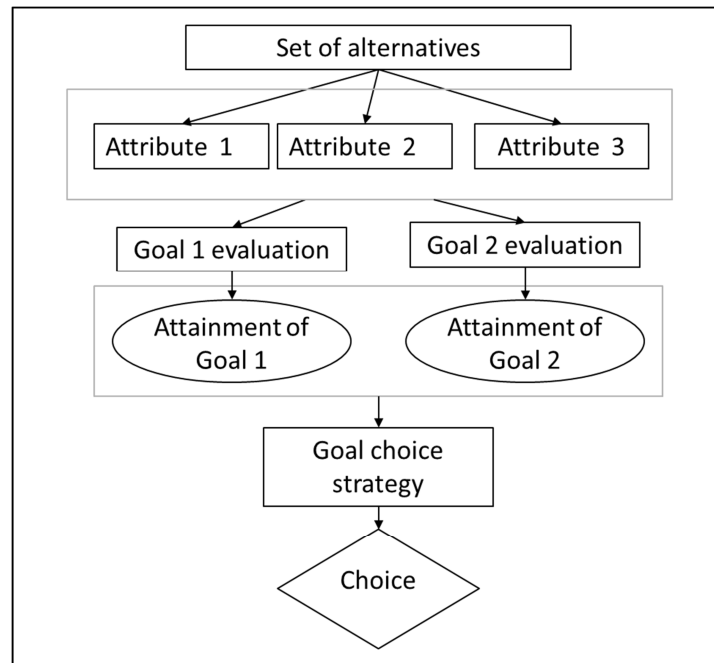 Set of alternatives
Attribute 1
Attribute 2
Attribute 3
Goal 1 evaluation
Goal 2 evaluation
Attainment of
Goal 1
Attainment of
Goal 2
Goal choice
strategy
Choice